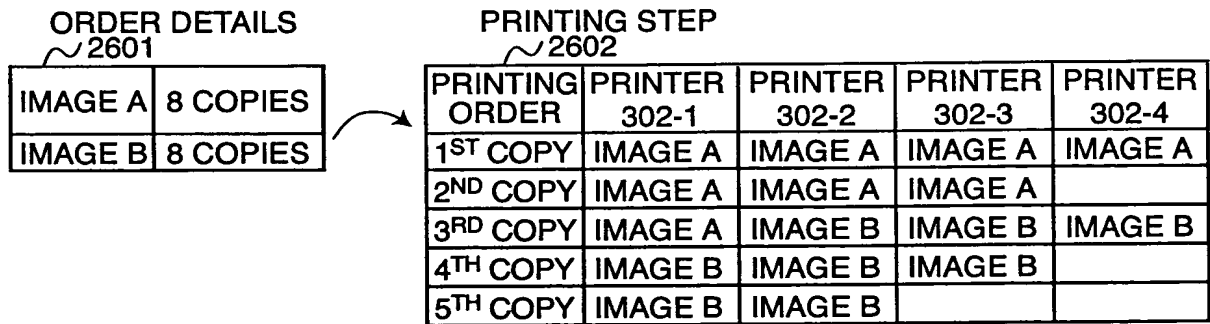 ORDER DETAILS
2601
IMAGE A 8 COPIES
IMAGE B 8 COPIES
PRINTING STEP
2602
PRINTING ORDER PRINTER 302-1 PRINTER 302-2 PRINTER 302-3 PRINTER 302-4
1ST COPY IMAGE A IMAGE A IMAGE A IMAGE A
2ND COPY IMAGE A IMAGE A IMAGE A
3RD COPY IMAGE A IMAGE B IMAGE B IMAGE B
4TH COPY IMAGE B IMAGE B IMAGE B
5TH COPY IMAGE B IMAGE B